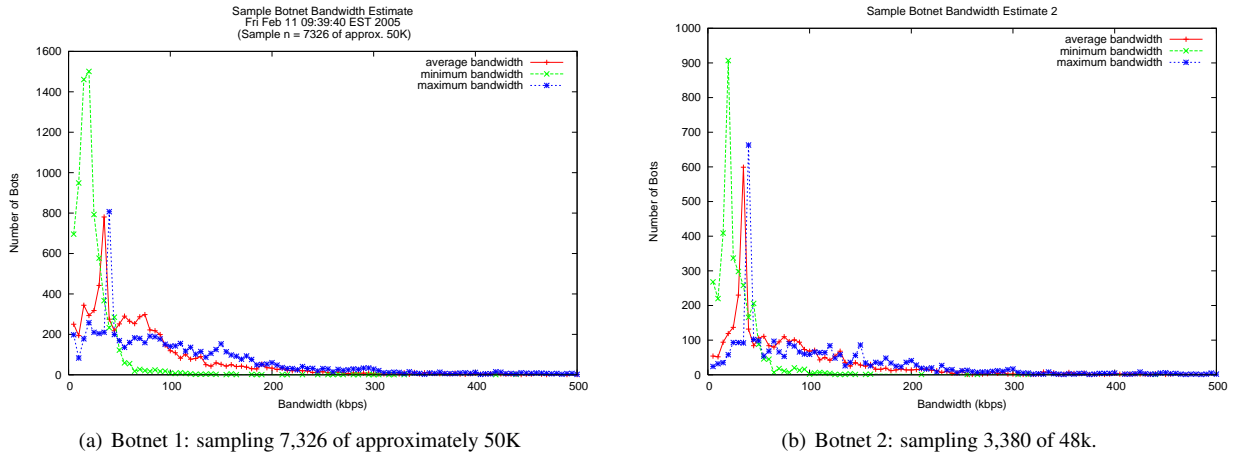 Sample Botnet Bandwidth Estimate
Fri Feb 11 09:39:40 EST 2005
(Sample n = 7326 of approx. 50K
1600
1400
1200
1000
800
600
400
200
0
Number of Bots
average bandwidth
minimum bandwidth
maximum bandwidth
0 100 200 300 400 500
Bandwidth (kbps)
(a) Botnet 1: sampling 7,326 of approximately 50K
Sample Botnet Bandwidth Estimate 2
1000
900
800
700
600
500
400
300
200
100
0
Number of Bots
average bandwidth
minimum bandwidth
maximum bandwidth
0 100 200 300 400 500
Bandwidth (kbps)
(b) Botnet 2: sampling 3,380 of 48k.